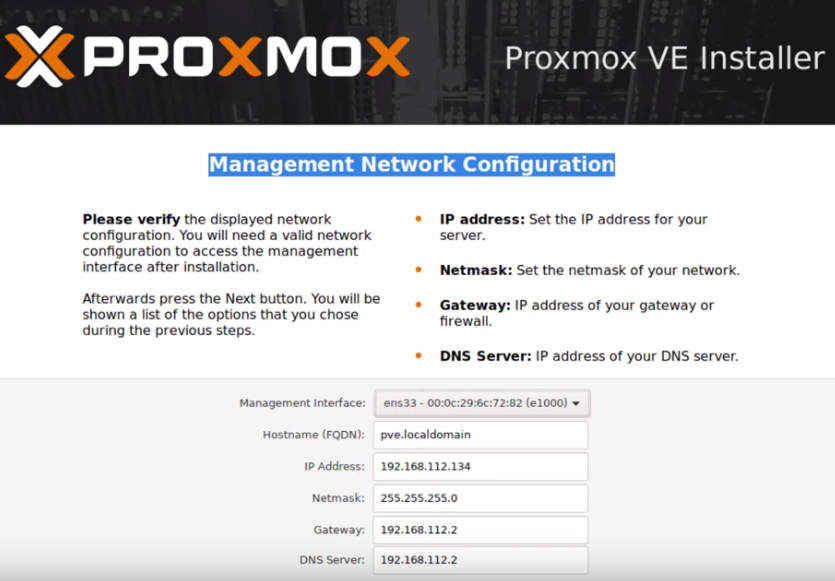 PROXMOX
Proxmox VE Installer
Management Network Configuration
Please verify the displayed network
configuration. You will need a valid network
configuration to access the management
interface after installation.
Afterwards press the Next button. You will be
shown a list of the options that you chose
during the previous steps.
IP address: Set the IP address for your
server.
Netmask: Set the netmask of your network.
Gateway: IP address of your gateway or
firewall.
DNS Server: IP address of your DNS server.
Management Interface: ens33 - 00:0c:29:6c:72:82 (e1000)
Hostname (FQDN): pve.localdomain
IP Address: 192.168.112.134
Netmask: 255.255.255.0
Gateway: 192.168.112.2
DNS Server: 192.168.112.2